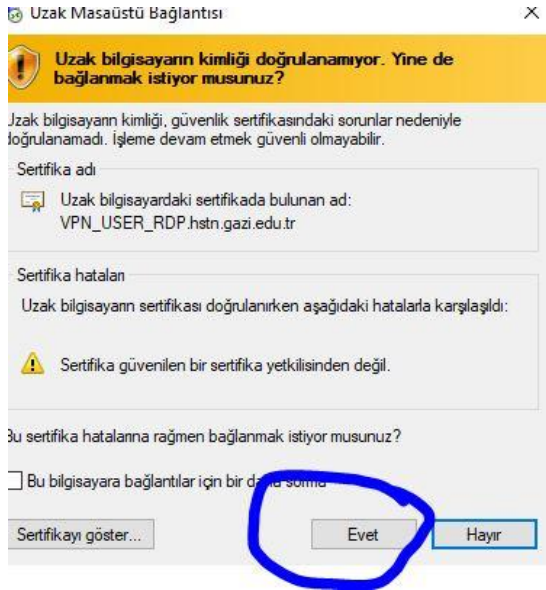 Uzak Masaüstü Bağlantısı
Uzak bilgisayarın kimliği doğrulanamıyor. Yine de
bağlanmak istiyor musunuz?
Uzak bilgisayarın kimliği, güvenlik sertifikasındaki sorunlar nedeniyle
doğrulanamadı. İşleme devam etmek güvenli olmayabilir.
Sertifika adı
Uzak bilgisayardaki sertifikada bulunan ad:
VPN_USER_RDP.hstn.gazi.edu.tr
Sertifika hataları
Uzak bilgisayarın sertifikası doğrulanırken aşağıdaki hatalarla karşılaşıldı:
Sertifika güvenilen bir sertifika yetkilisinden değil.
Bu sertifika hatalarına rağmen bağlanmak istiyor musunuz?
Bu bilgisayara bağlantılar için bir daha sorma
Sertifikayı göster... Evet Hayır